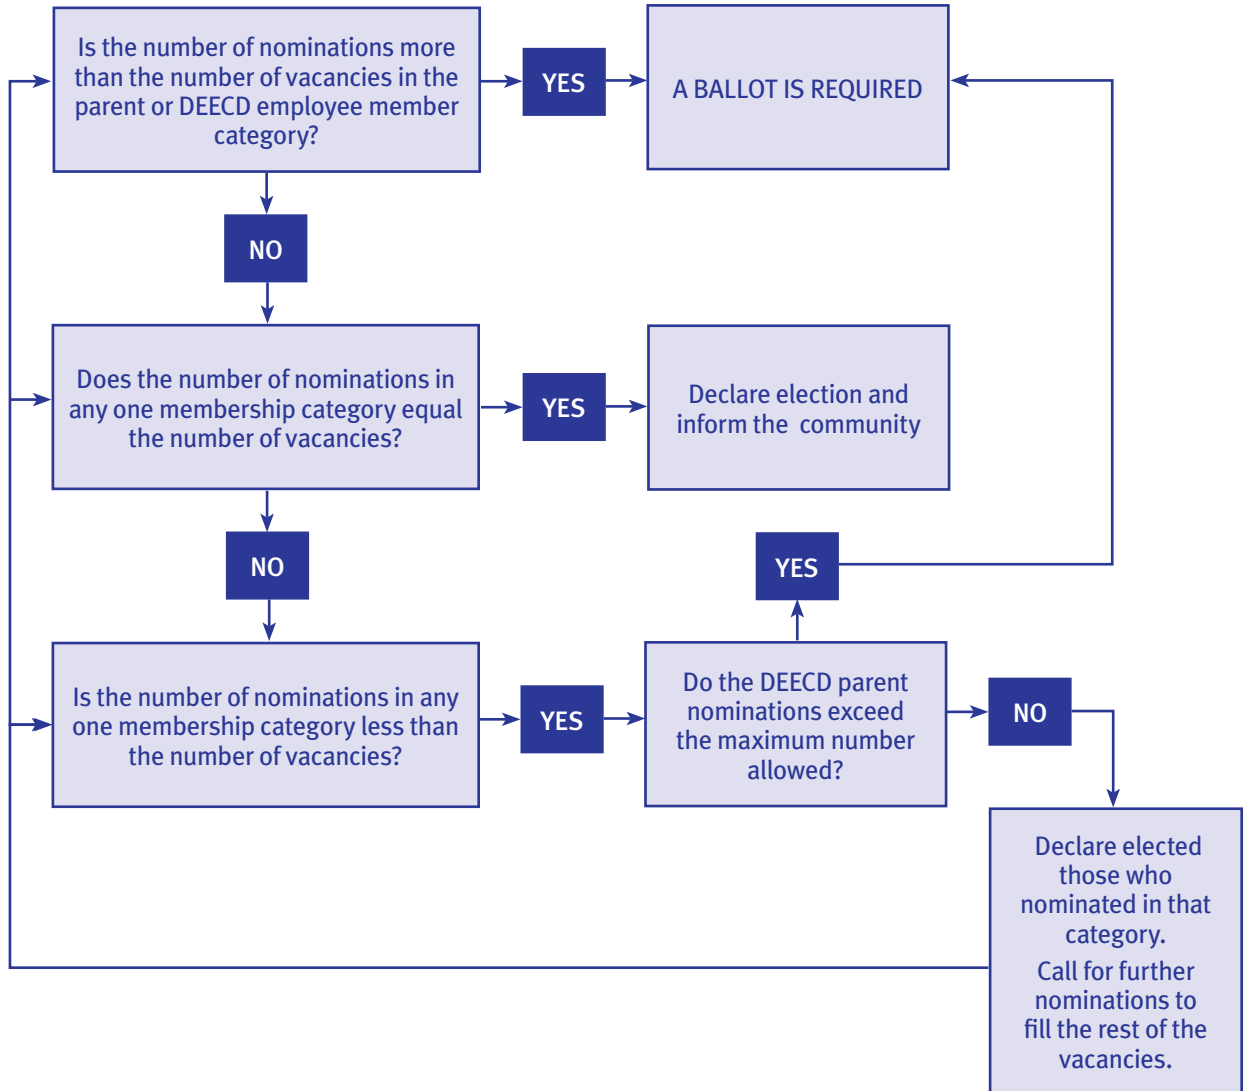 Is the number of nominations more
than the number of vacancies in the
parent or DEECD employee member
category?
YES
A BALLOT IS REQUIRED
NO
Does the number of nominations in
any one membership category equal
the number of vacancies?
YES
Declare election and
inform the  community
NO
YES
Is the number of nominations in any
one membership category less than
the number of vacancies?
YES
Do the DEECD parent
nominations exceed
the maximum number
allowed?
NO
Declare elected
those who
nominated in that
category.
Call for further
nominations to
fill the rest of the
vacancies.